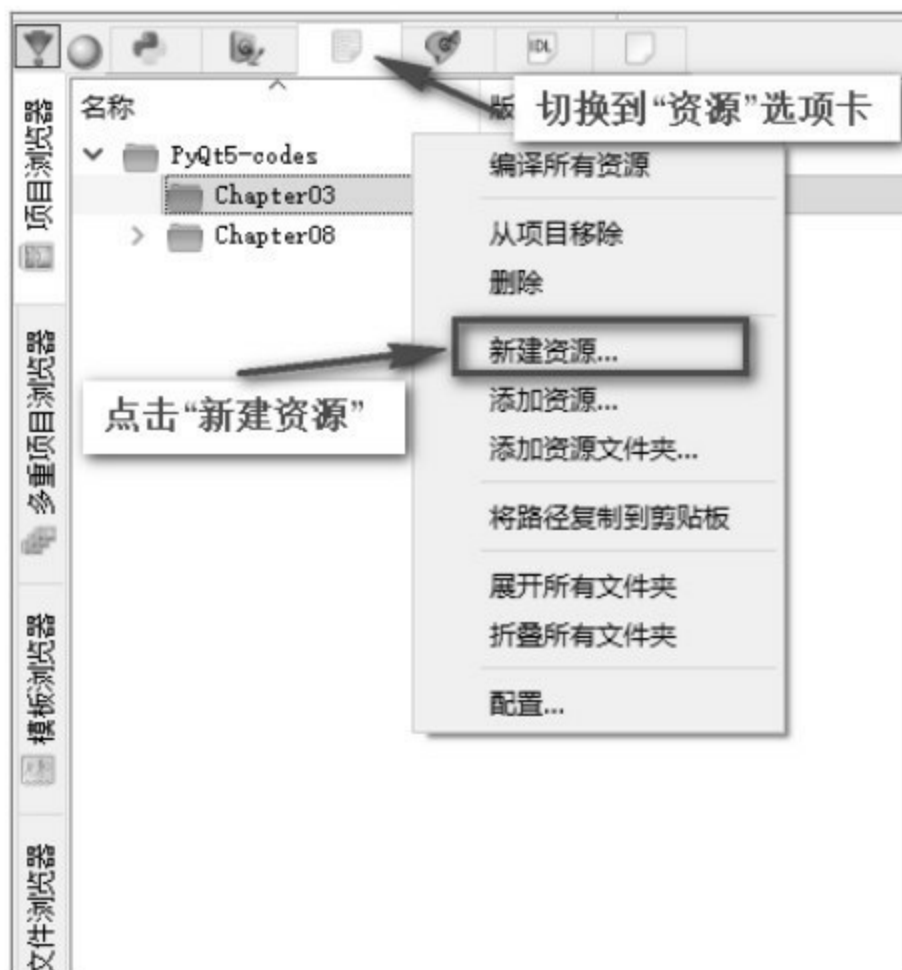 IDL
切换到“资源”选项卡
名称
版
PyQt5-codes
Chapter03
Chapter08
编译所有资源
从项目移除
删除
新建资源...
点击“新建资源”
添加资源...
添加资源文件夹...
将路径复制到剪贴板
展开所有文件夹
折叠所有文件夹
配置...
项目浏览器
多重项目浏览器
模板浏览器
文件浏览器